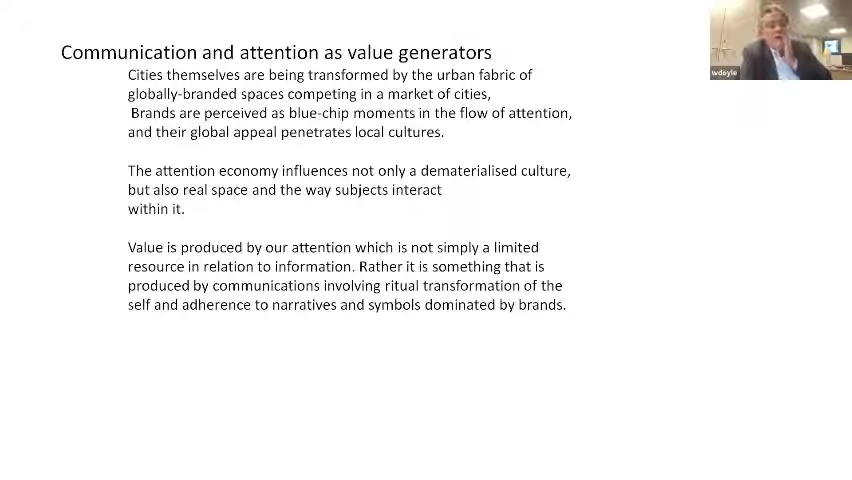 Communication and attention as value generators
Cities themselves are being transformed by the urban fabric of
globally-branded spaces competing in a market of cities,
Brands are perceived as blue-chip moments in the flow of attention,
and their global appeal penetrates local cultures.
The attention economy influences not only a dematerialised culture,
but also real space and the way subjects interact
within it.
Value is produced by our attention which is not simply a limited
resource in relation to information. Rather it is something that is
produced by communications involving ritual transformation of the
self and adherence to narratives and symbols dominated by brands.
wdoyle